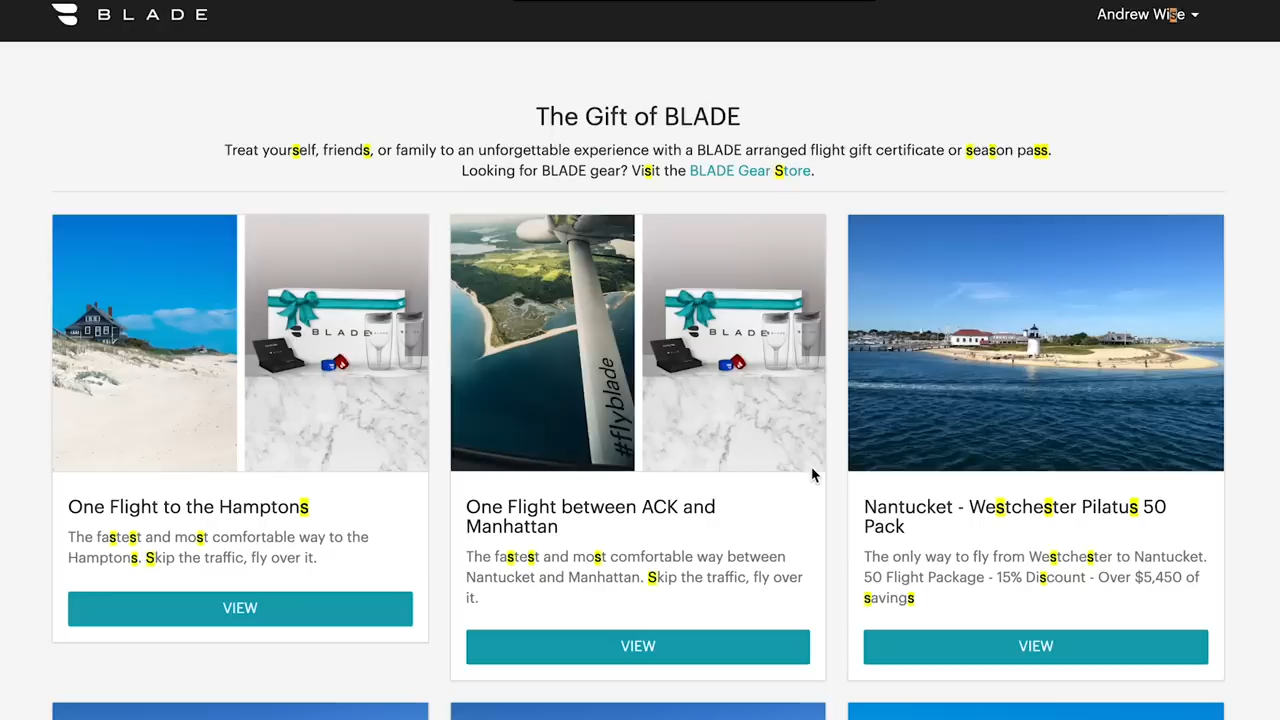 BLADE
Andrew Wise
The Gift of BLADE
Treat yourself, friends, or family to an unforgettable experience with a BLADE arranged flight gift certificate or season pass.
Looking for BLADE gear? Visit the BLADE Gear Store.
BLADE
#flyblade
BLADE
One Flight to the Hamptons
The fastest and most comfortable way to the
Hamptons. Skip the traffic, fly over it.
VIEW
One Flight between ACK and
Manhattan
The fastest and most comfortable way between
Nantucket and Manhattan. Skip the traffic, fly over
it.
VIEW
Nantucket - Westchester Pilatus 50
Pack
The only way to fly from Westchester to Nantucket.
50 Flight Package - 15% Discount - Over $5,450 of
savings
VIEW